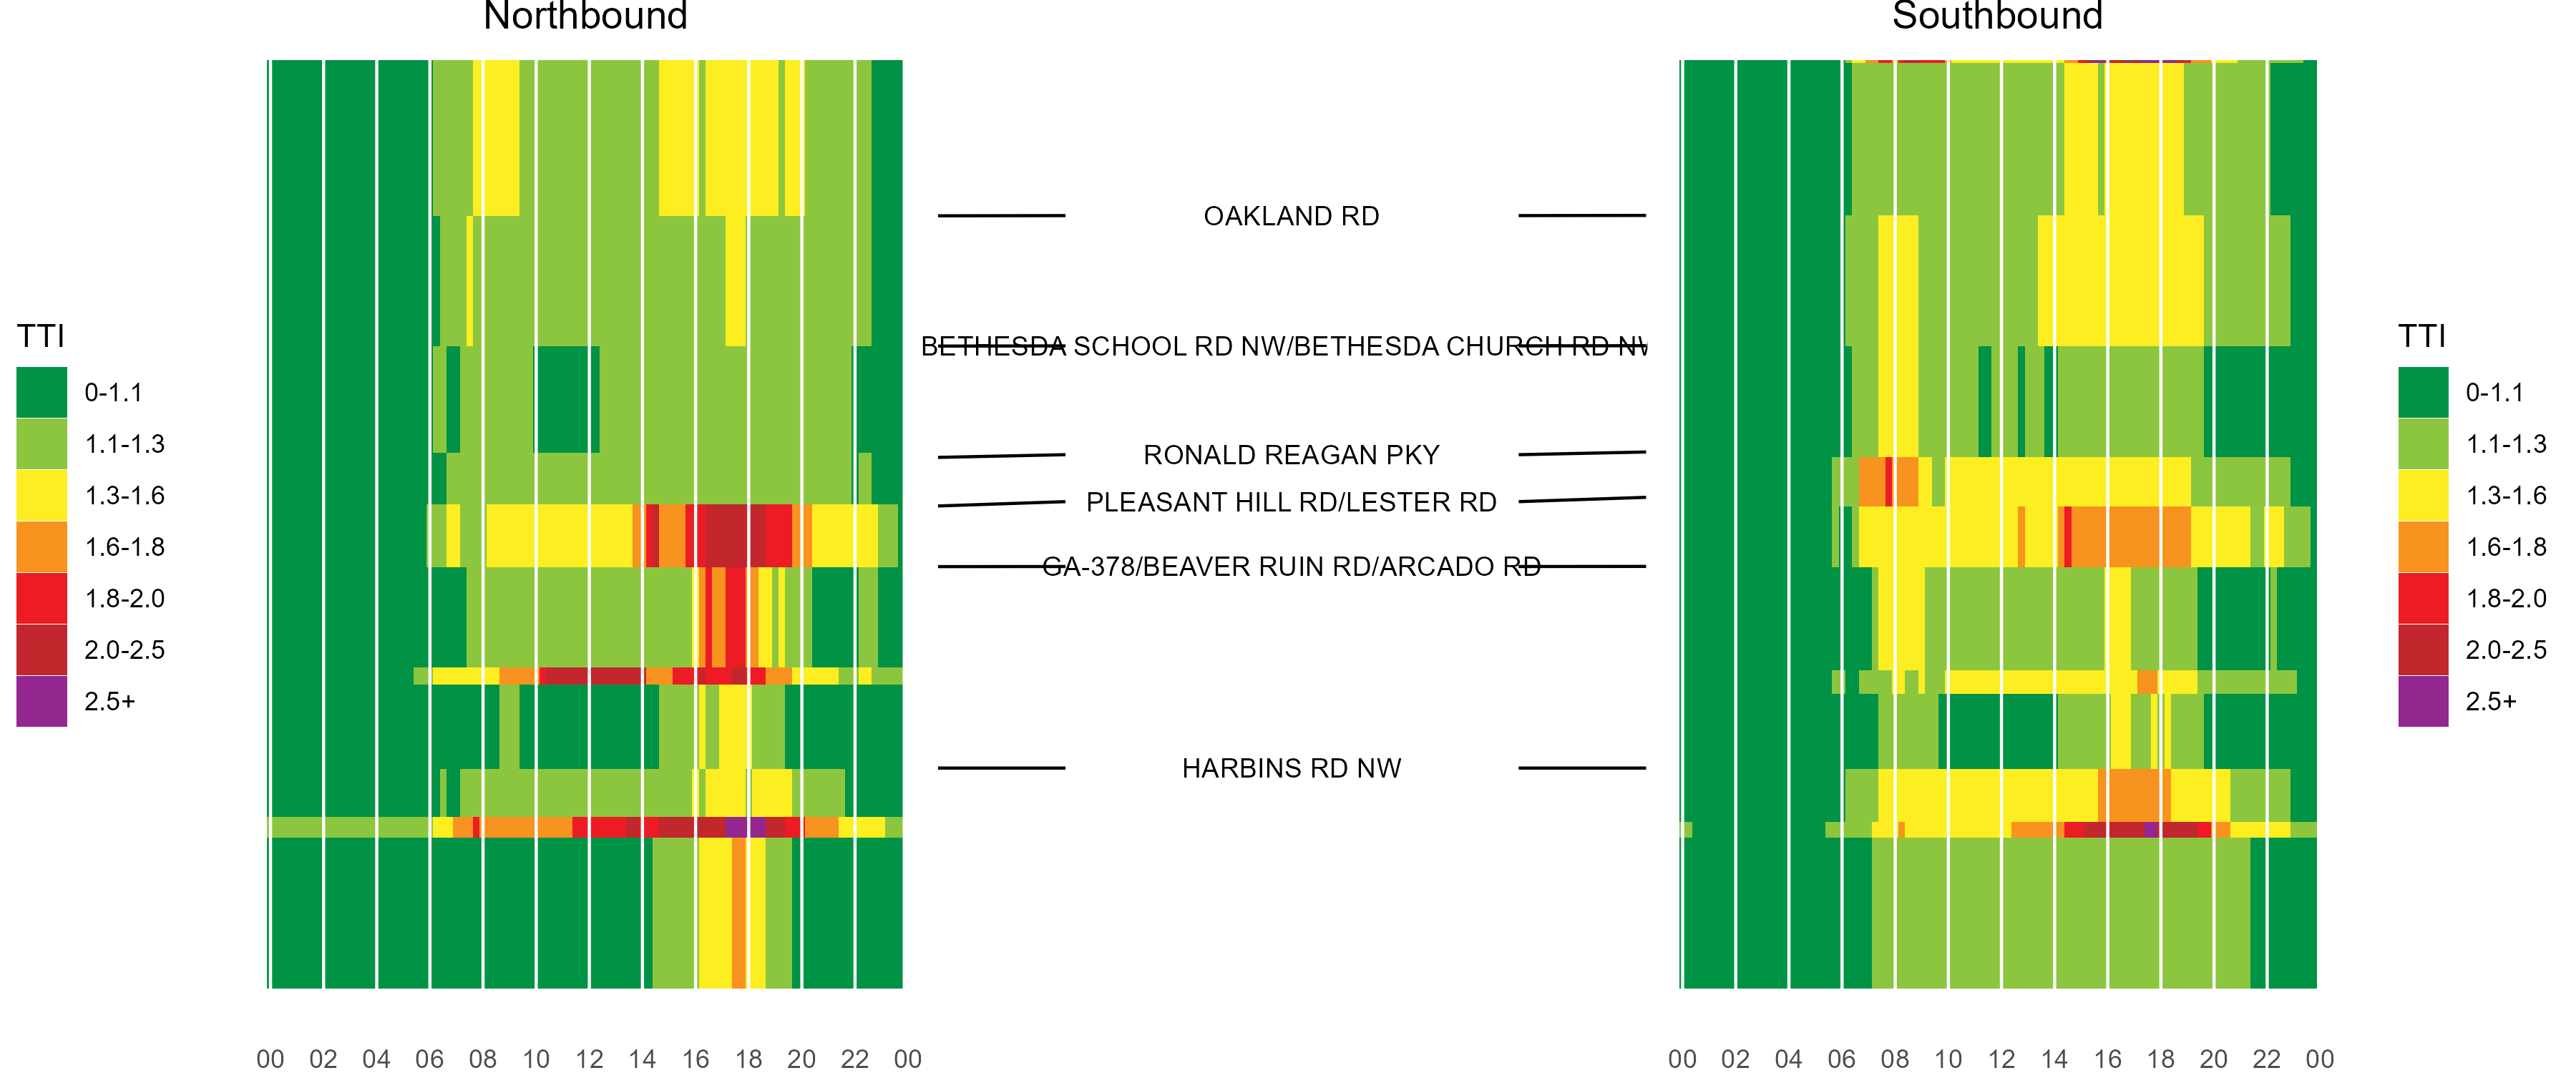 Northbound
Southbound
TTI
0-1.1
1.1-1.3
1.3-1.6
1.6-1.8
1.8-2.0
2.0-2.5
2.5+
OAKLAND RD
BETHESDA SCHOOL RD NW/BETHESDA CHURCH RD NW
RONALD REAGAN PKY
PLEASANT HILL RD/LESTER RD
GA-378/BEAVER RUIN RD/ARCADO RD
HARBINS RD NW
TTI
0-1.1
1.1-1.3
1.3-1.6
1.6-1.8
1.8-2.0
2.0-2.5
2.5+
00 02 04 06 08 10 12 14 16 18 20 22 00
00 02 04 06 08 10 12 14 16 18 20 22 00